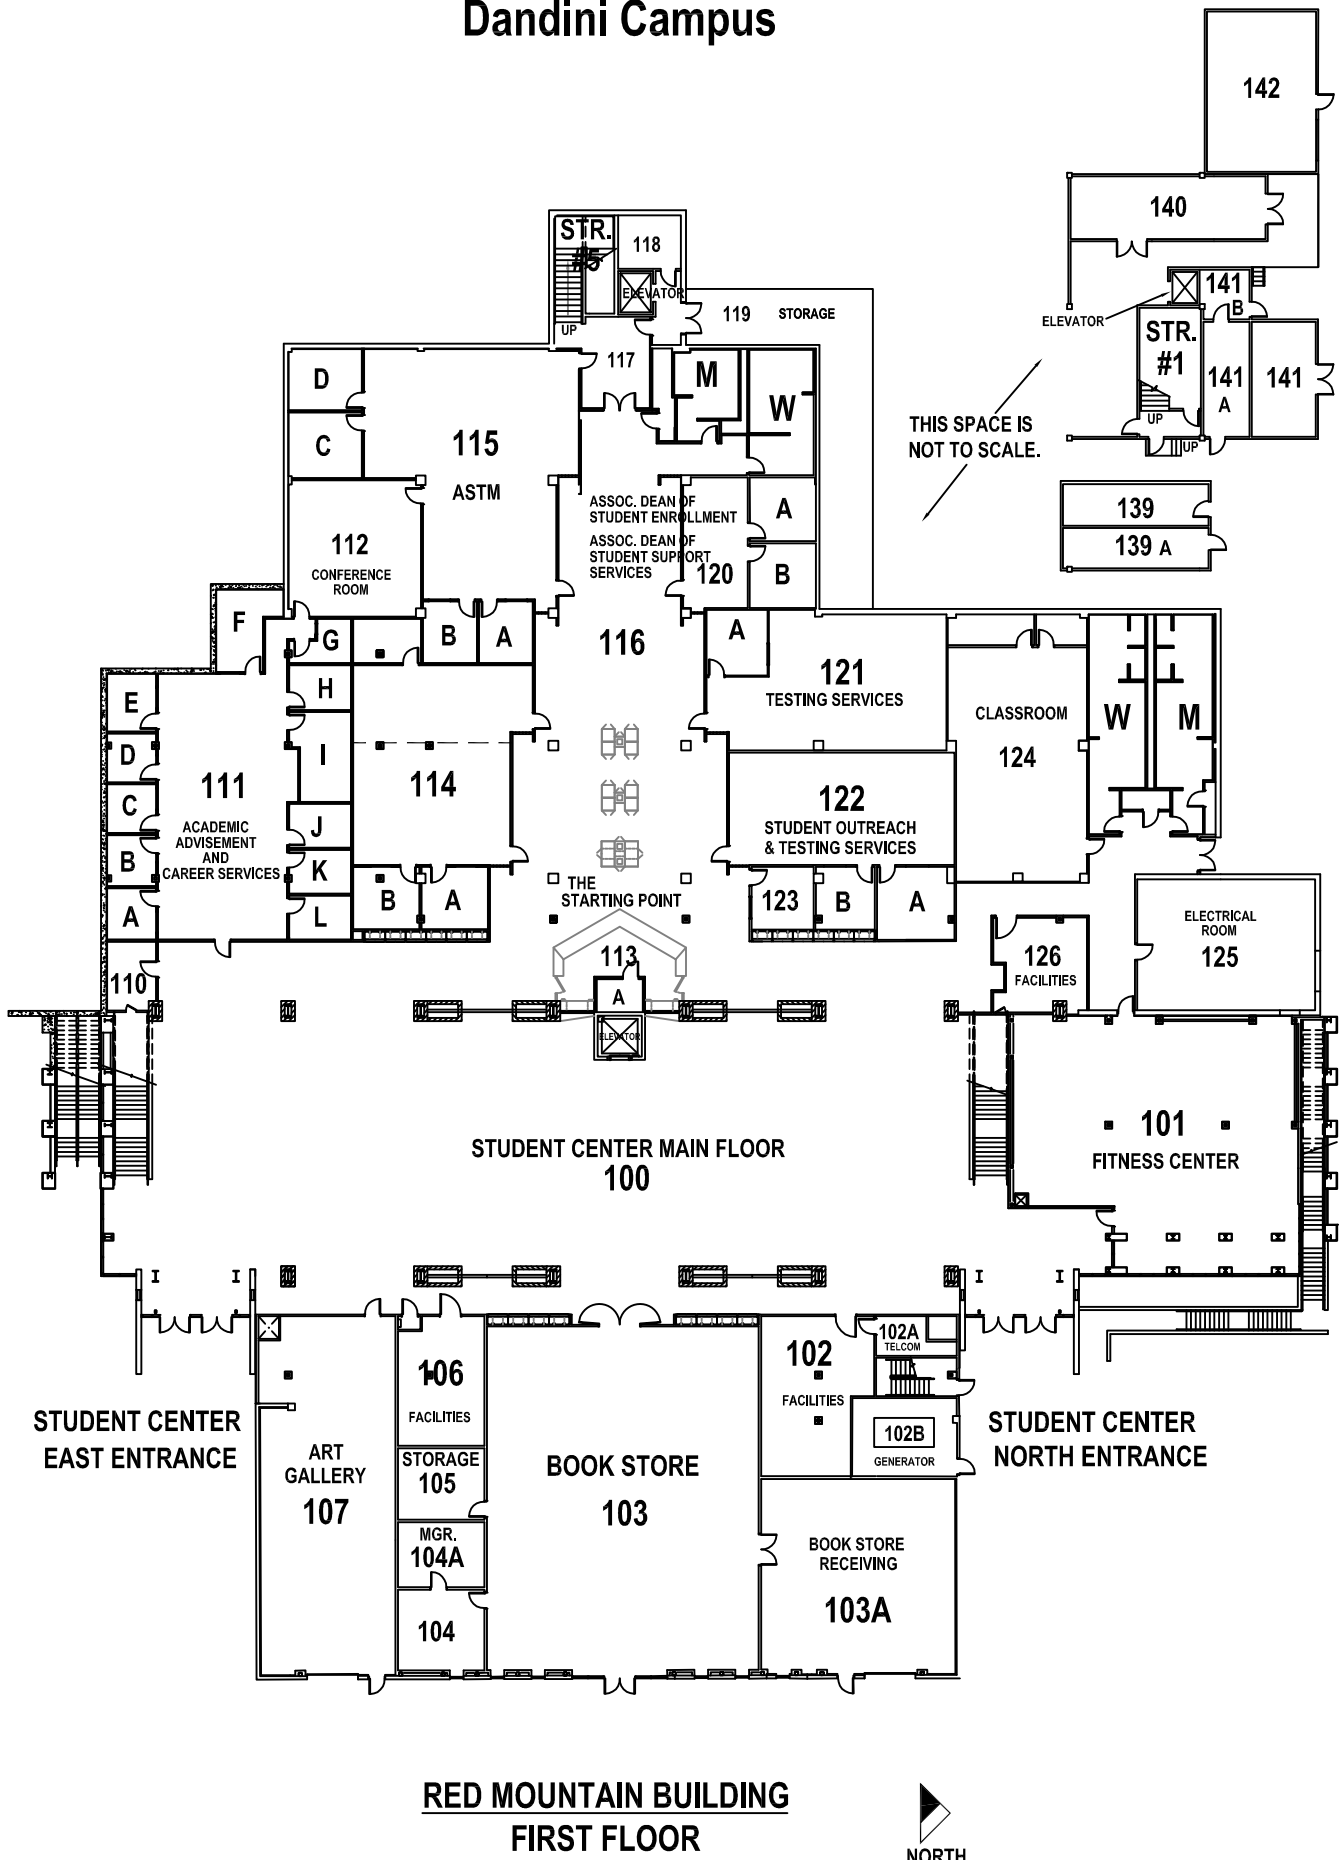 Dandini Campus
142
140
141
B
ELEVATOR
STR.
#1
141
A
141
UP
UP
THIS SPACE IS
NOT TO SCALE.
139
139 A
STR.
#5
118
ELEVATOR
UP
119
STORAGE
117
M
W
D
C
115
ASTM
112
CONFERENCE
ROOM
ASSOC. DEAN OF
STUDENT ENROLLMENT
ASSOC. DEAN OF
STUDENT SUPPORT
SERVICES
120
A
B
F
G
B
A
116
A
121
TESTING SERVICES
CLASSROOM
124
W
M
E
D
C
B
A
111
ACADEMIC
ADVISEMENT
AND
CAREER SERVICES
H
I
J
K
L
114
B
A
122
STUDENT OUTREACH
& TESTING SERVICES
123
B
A
THE
STARTING POINT
113
A
ELEVATOR
110
126
FACILITIES
ELECTRICAL
ROOM
125
STUDENT CENTER MAIN FLOOR
100
101
FITNESS CENTER
I
I
I
I
106
FACILITIES
STORAGE
105
MGR.
104A
104
ART
GALLERY
107
BOOK STORE
103
102
FACILITIES
102A
TELCOM
102B
GENERATOR
BOOK STORE
RECEIVING
103A
STUDENT CENTER
EAST ENTRANCE
STUDENT CENTER
NORTH ENTRANCE
RED MOUNTAIN BUILDING
FIRST FLOOR
NORTH